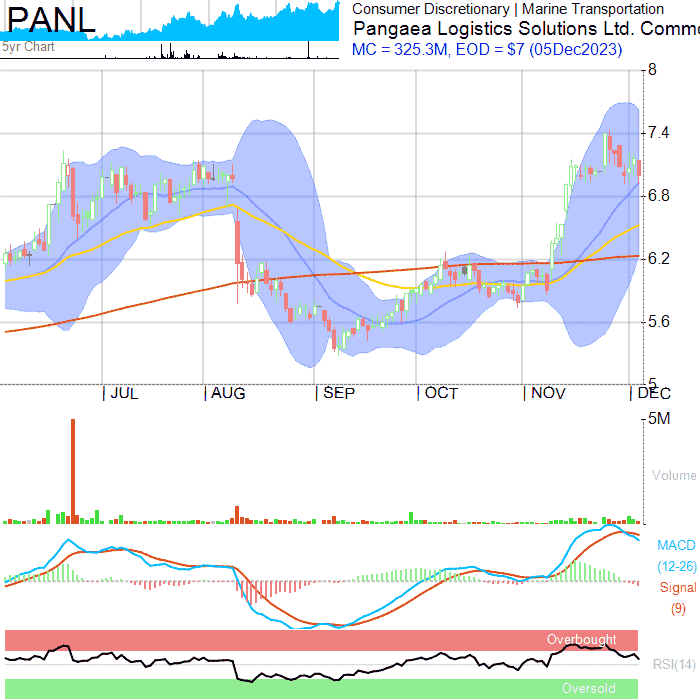 PANL
5yr Chart
Consumer Discretionary | Marine Transportation
Pangaea Logistics Solutions Ltd. Commo
MC = 325.3M, EOD = $7 (05Dec2023)
8
7.4
6.8
6.2
5.6
5
JUL AUG SEP OCT NOV DEC
5M
Volume
MACD
(12-26)
Signal
(9)
Overbought
RSI(14)
Oversold